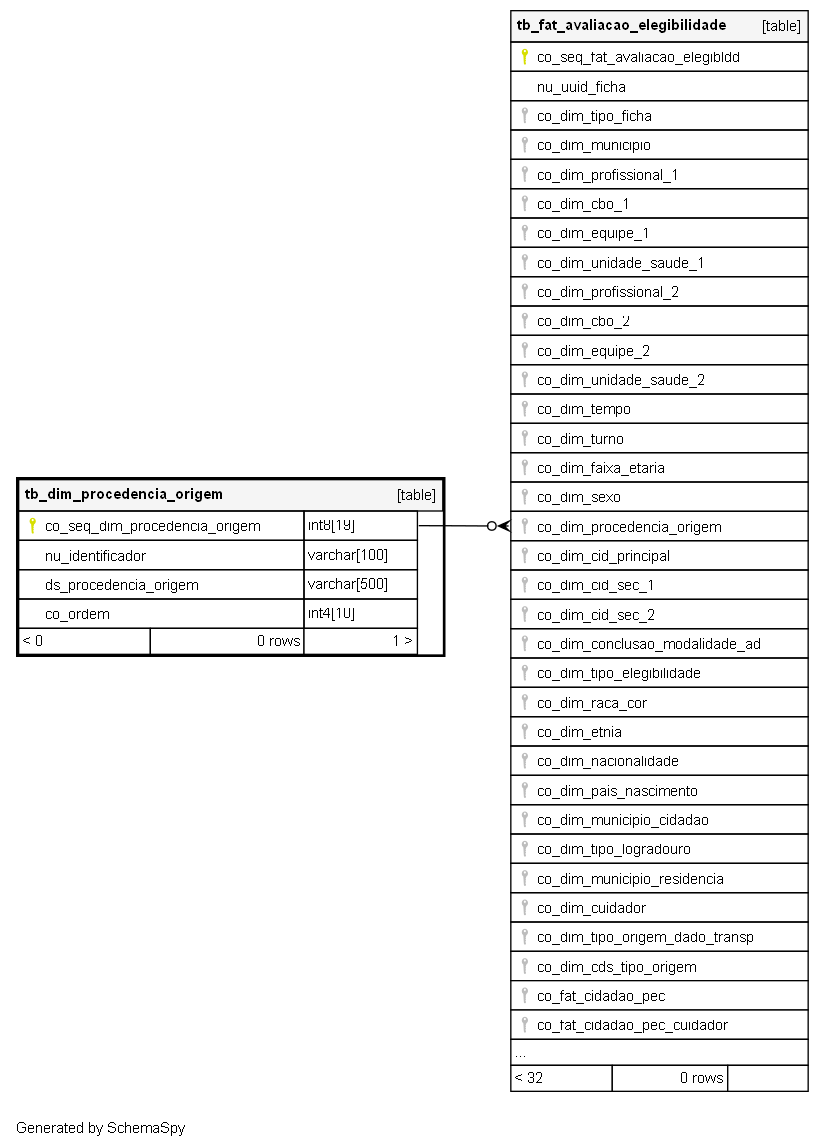 tb_fat_avaliacao_elegibilidade [table]
co_seq_fat_avaliacao_elegibldd
nu_uuid_ficha
co_dim_tipo_ficha
co_dim_municipio
co_dim_profissional_1
co_dim_cbo_1
co_dim_equipe_1
co_dim_unidade_saude_1
co_dim_profissional_2
co_dim_cbo_2
co_dim_equipe_2
co_dim_unidade_saude_2
co_dim_tempo
co_dim_turno
co_dim_faixa_etaria
co_dim_sexo
co_dim_procedencia_origem
co_dim_cid_principal
co_dim_cid_sec_1
co_dim_cid_sec_2
co_dim_conclusao_modalidade_ad
co_dim_tipo_elegibilidade
co_dim_raca_cor
co_dim_etnia
co_dim_nacionalidade
co_dim_pais_nascimento
co_dim_municipio_cidadao
co_dim_tipo_logradouro
co_dim_municipio_residencia
co_dim_cuidador
co_dim_tipo_origem_dado_transp
co_dim_cds_tipo_origem
co_fat_cidadao_pec
co_fat_cidadao_pec_cuidador
...
< 32 0 rows
tb_dim_procedencia_origem [table]
co_seq_dim_procedencia_origem int8[19]
nu_identificador varchar[100]
ds_procedencia_origem varchar[500]
co_ordem int4[10]
< 0 0 rows 1 >
Generated by SchemaSpy